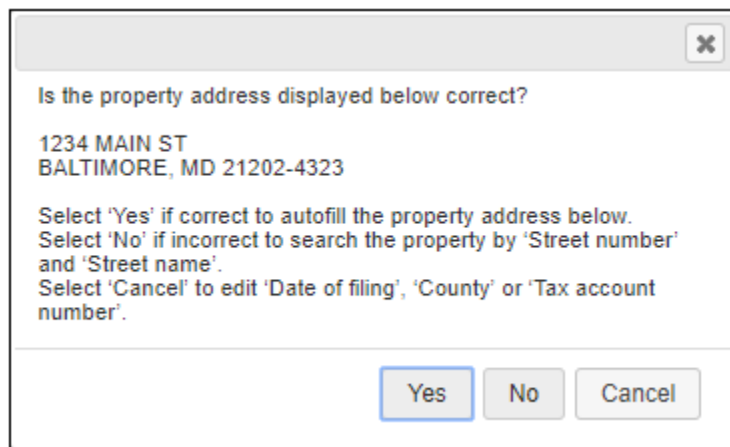 Is the property address displayed below correct?
1234 MAIN ST
BALTIMORE, MD 21202-4323
Select ‘Yes’ if correct to autofill the property address below.
Select ‘No’ if incorrect to search the property by ‘Street number’
and ‘Street name’.
Select ‘Cancel’ to edit ‘Date of filing’, ‘County’ or ‘Tax account
number’.
Yes No Cancel